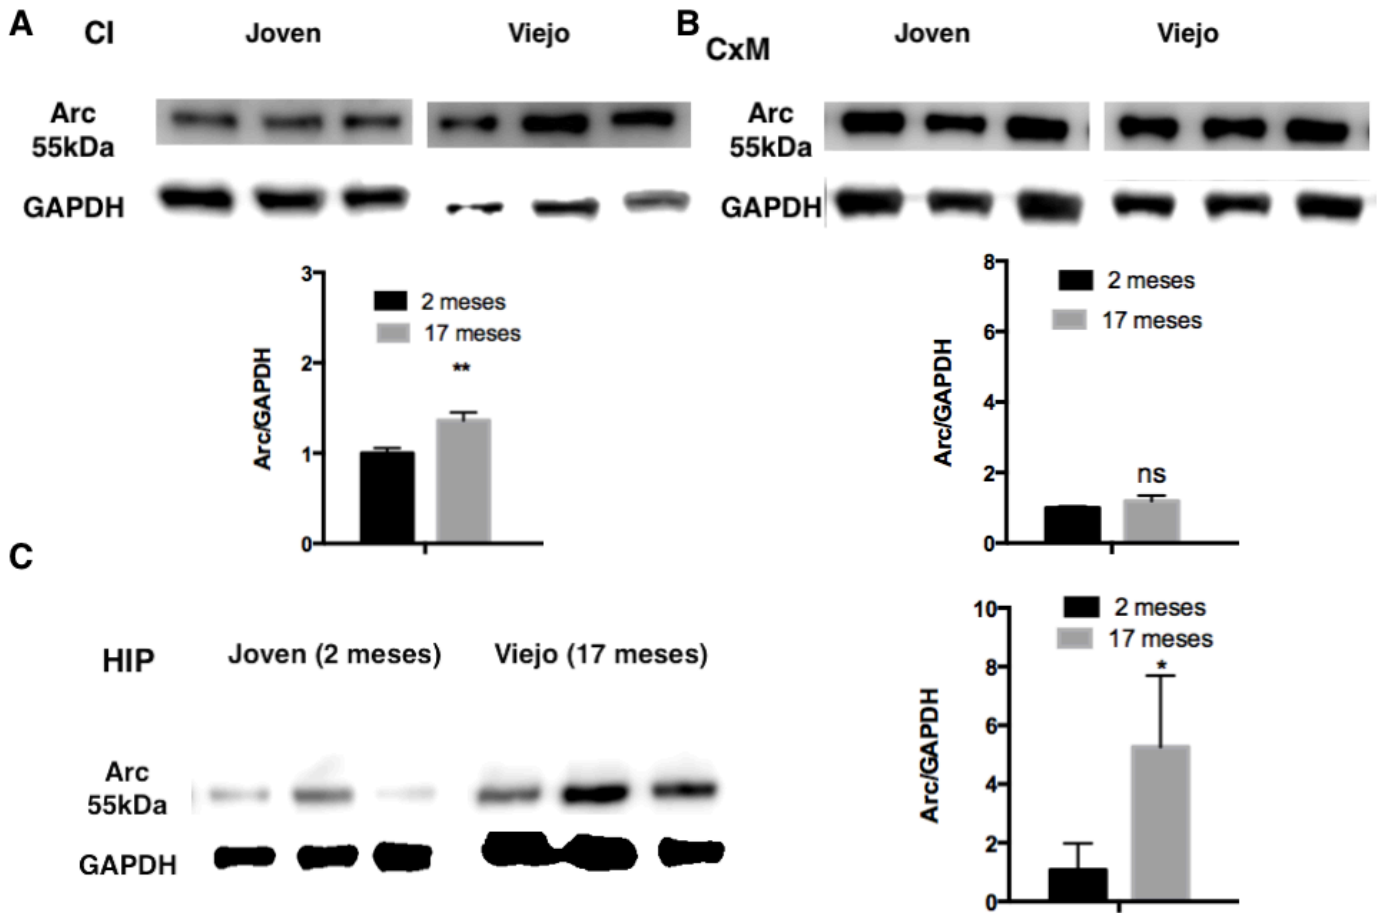 A
CI
Joven
Viejo
Arc
55kDa
GAPDH
3
2
1
0
Arc/GAPDH
2 meses
17 meses
**
B
CxM
Joven
Viejo
Arc
55kDa
GAPDH
8
6
4
2
0
Arc/GAPDH
2 meses
17 meses
ns
C
HIP
Joven (2 meses)
Viejo (17 meses)
Arc
55kDa
GAPDH
10
8
6
4
2
0
Arc/GAPDH
2 meses
17 meses
*